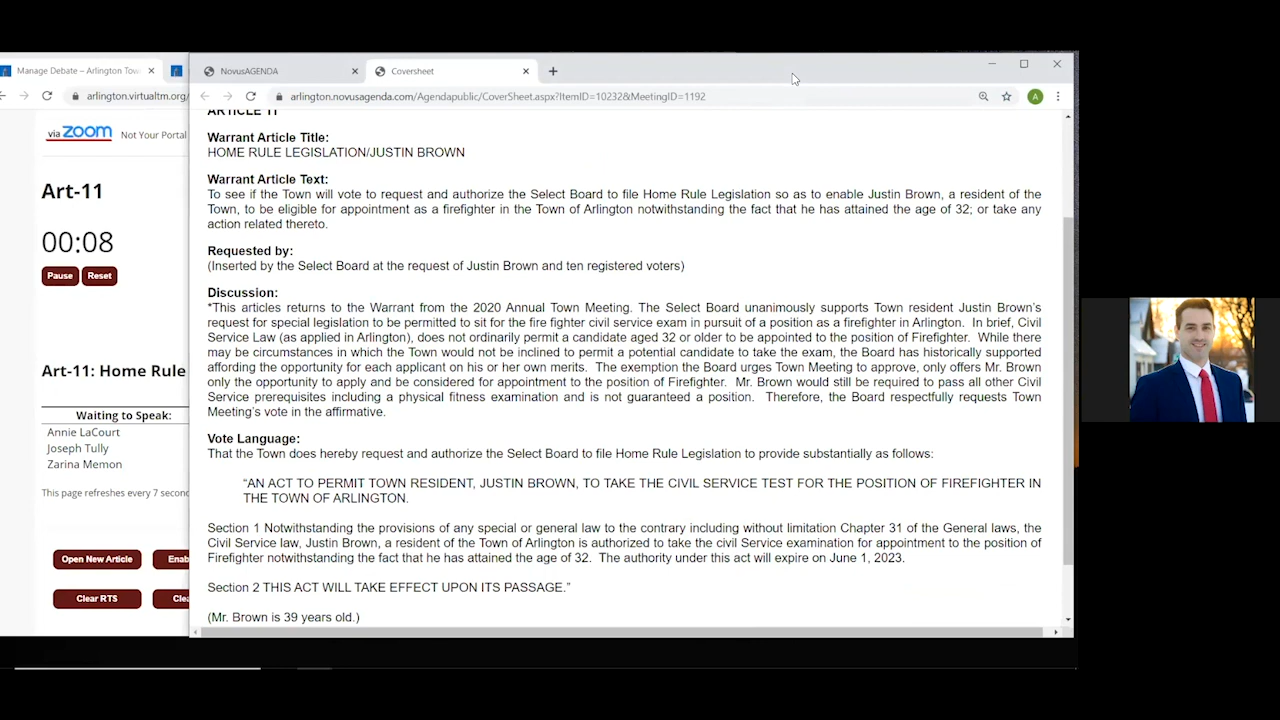 Manage Debate – Arlington Tow
arlington.virtualtm.org/
via zoom
Not Your Portal
Art-11
00:08
Pause
Reset
Art-11: Home Rule
Waiting to Speak:
Annie LaCourt
Joseph Tully
Zarina Memon
This page refreshes every 7 second
Open New Article
Enab
Clear RTS
Clea
NovusAGENDA
Coversheet
arlington.novusagenda.com/Agendapublic/CoverSheet.aspx?ItemID=10232&MeetingID=1192
A
ARTICLE 11
Warrant Article Title:
HOME RULE LEGISLATION/JUSTIN BROWN
Warrant Article Text:
To see if the Town will vote to request and authorize the Select Board to file Home Rule Legislation so as to enable Justin Brown, a resident of the
Town, to be eligible for appointment as a firefighter in the Town of Arlington notwithstanding the fact that he has attained the age of 32; or take any
action related thereto.
Requested by:
(Inserted by the Select Board at the request of Justin Brown and ten registered voters)
Discussion:
*This articles returns to the Warrant from the 2020 Annual Town Meeting. The Select Board unanimously supports Town resident Justin Brown's
request for special legislation to be permitted to sit for the fire fighter civil service exam in pursuit of a position as a firefighter in Arlington. In brief, Civil
Service Law (as applied in Arlington), does not ordinarily permit a candidate aged 32 or older to be appointed to the position of Firefighter. While there
may be circumstances in which the Town would not be inclined to permit a potential candidate to take the exam, the Board has historically supported
affording the opportunity for each applicant on his or her own merits. The exemption the Board urges Town Meeting to approve, only offers Mr. Brown
only the opportunity to apply and be considered for appointment to the position of Firefighter. Mr. Brown would still be required to pass all other Civil
Service prerequisites including a physical fitness examination and is not guaranteed a position. Therefore, the Board respectfully requests Town
Meeting's vote in the affirmative.
Vote Language:
That the Town does hereby request and authorize the Select Board to file Home Rule Legislation to provide substantially as follows:
“AN ACT TO PERMIT TOWN RESIDENT, JUSTIN BROWN, TO TAKE THE CIVIL SERVICE TEST FOR THE POSITION OF FIREFIGHTER IN
THE TOWN OF ARLINGTON.
Section 1 Notwithstanding the provisions of any special or general law to the contrary including without limitation Chapter 31 of the General laws, the
Civil Service law, Justin Brown, a resident of the Town of Arlington is authorized to take the civil Service examination for appointment to the position of
Firefighter notwithstanding the fact that he has attained the age of 32. The authority under this act will expire on June 1, 2023.
Section 2 THIS ACT WILL TAKE EFFECT UPON ITS PASSAGE.”
(Mr. Brown is 39 years old.)